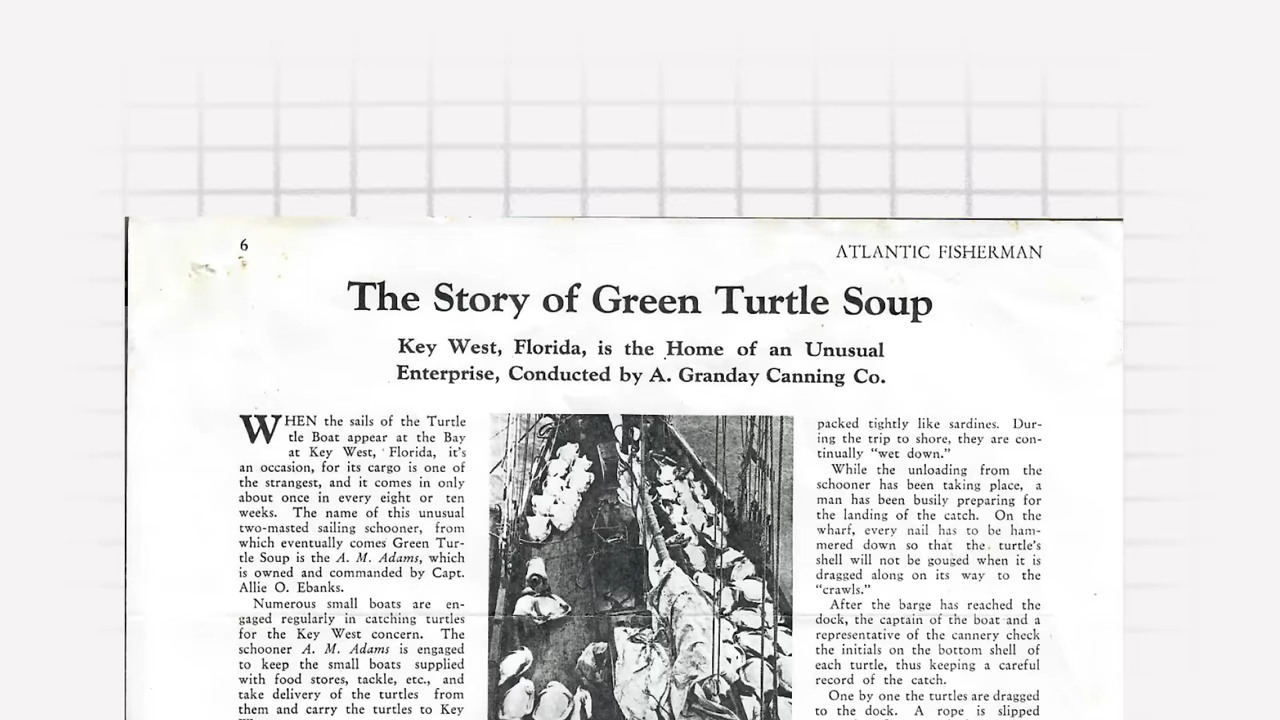 6
ATLANTIC FISHERMAN
The Story of Green Turtle Soup
Key West, Florida, is the Home of an Unusual
Enterprise, Conducted by A. Granday Canning Co.
WHEN the sails of the Turtle
tle Boat appear at the Bay
at Key West, Florida, it's
an occasion, for its cargo is one of
the strangest, and it comes in only
about once in every eight or ten
weeks. The name of this unusual
two-masted sailing schooner, from
which eventually comes Green Tur-
tle Soup is the A. M. Adams, which
is owned and commanded by Capt.
Allie O. Ebanks.
Numerous small boats are en-
gaged regularly in catching turtles
for the Key West concern. The
schooner A. M. Adams is engaged
to keep the small boats supplied
with food stores, tackle, etc., and
take delivery of the turtles from
them and carry the turtles to Key
packed tightly like sardines. Dur-
ing the trip to shore, they are con-
tinually "wet down."
While the unloading from the
schooner has been taking place, a
man has been busily preparing for
the landing of the catch. On the
wharf, every nail has to be ham-
mered down so that the turtle's
shell will not be gouged when it is
dragged along on its way to the
"crawls."
After the barge has reached the
dock, the captain of the boat and a
representative of the cannery check
the initials on the bottom shell of
each turtle, thus keeping a careful
record of the catch.
One by one the turtles are dragged
to the dock. A rope is slipped